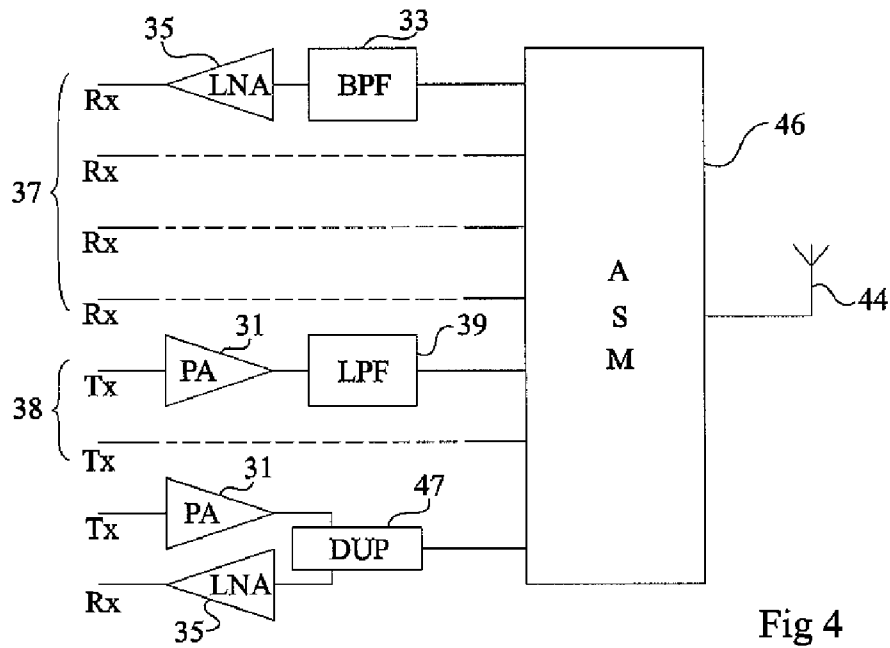 35
33
LNA
BPF
Rx
46
Rx
37
Rx
A
S
M
44
Rx
31
39
PA
LPF
Tx
38
Tx
31
47
PA
Tx
DUP
LNA
Rx
35
Fig 4